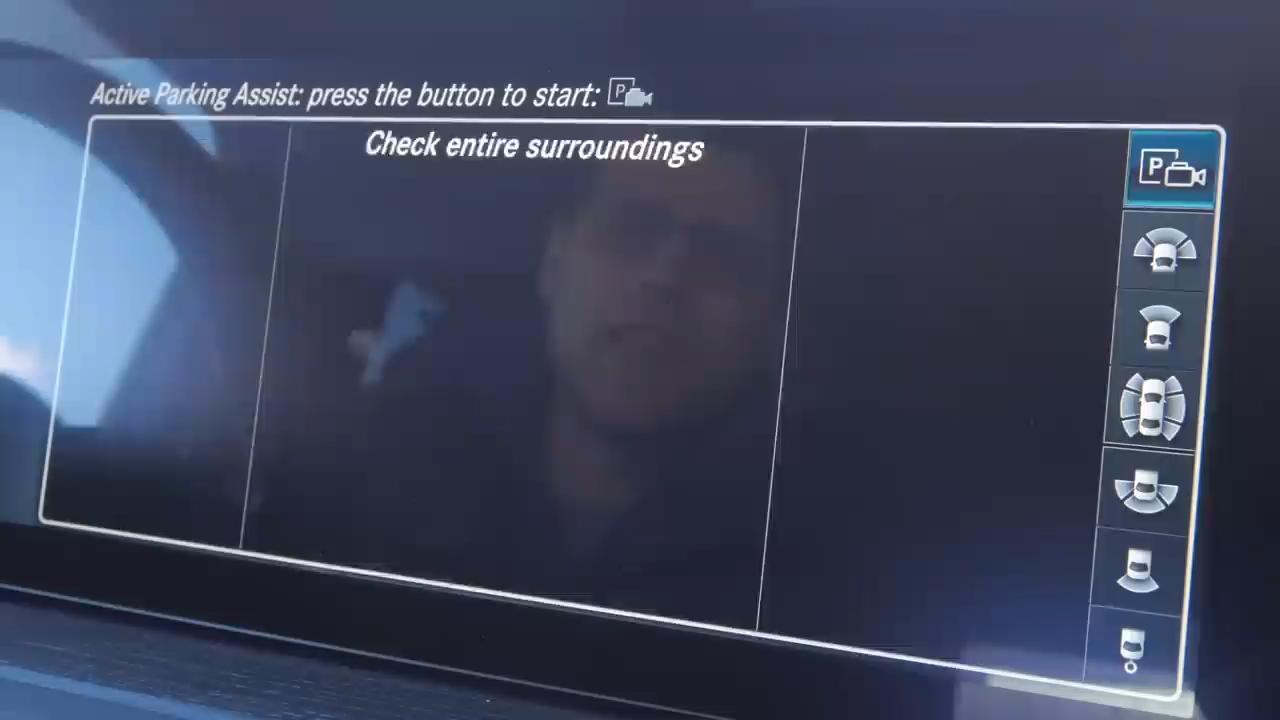 Active Parking Assist: press the button to start: P
Check entire surroundings
P